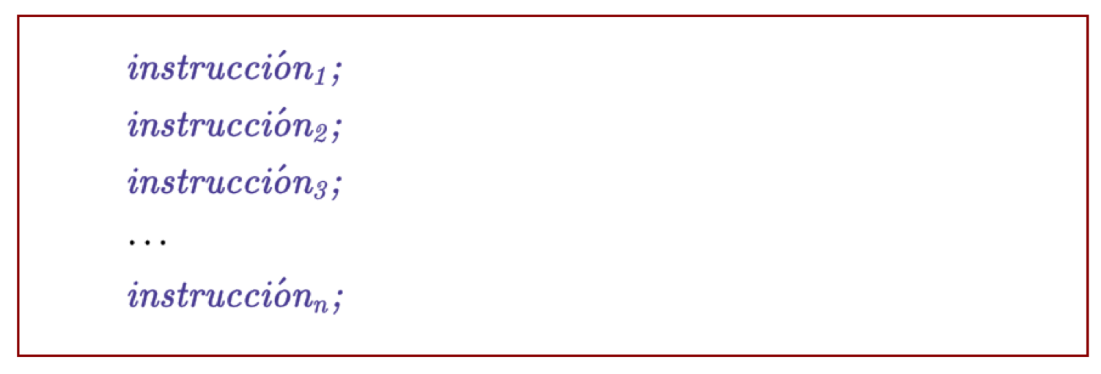 instrucción₁;
instrucción₂;
instrucción₃;
...
instrucciónₙ;